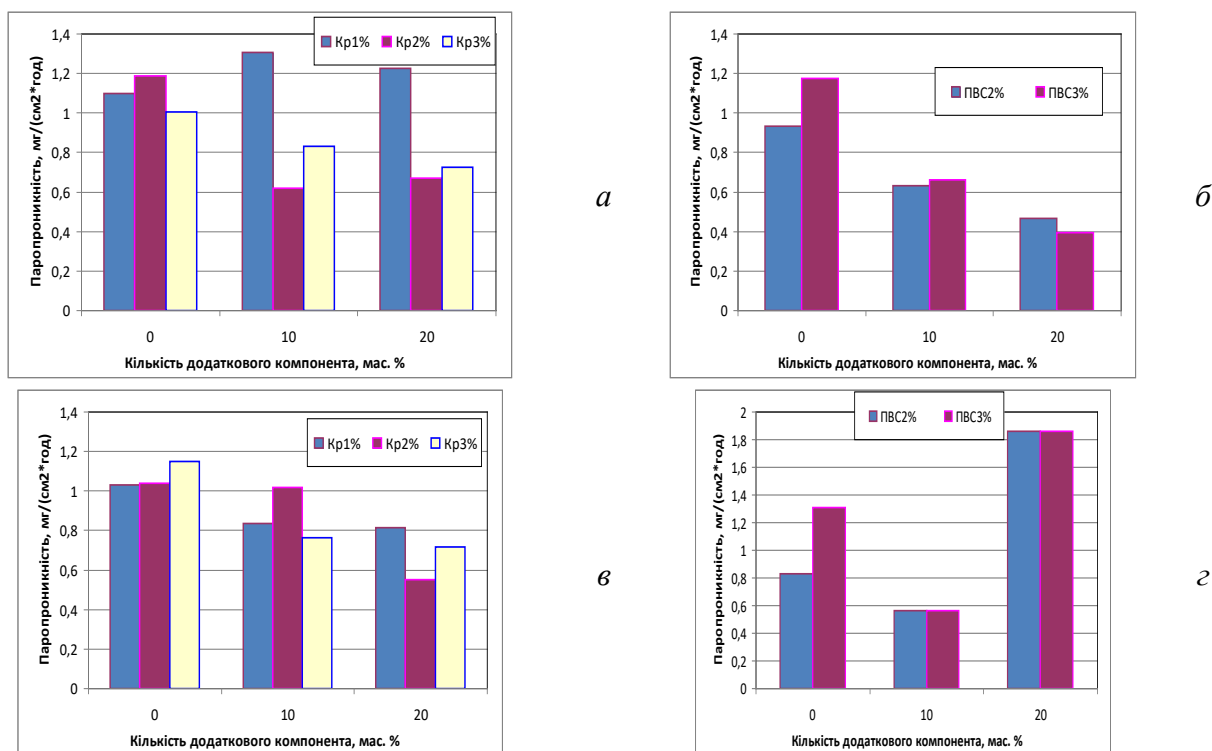 Паропроникність, мг/(см2*год)
1,4
1,2
1
0,8
0,6
0,4
0,2
0
Кр1% Кр2% Кр3%
0 10 20
Кількість додаткового компонента, мас. %
а
Паропроникність, мг/(см2*год)
1,4
1,2
1
0,8
0,6
0,4
0,2
0
ПВС2% ПВС3%
0 10 20
Кількість додаткового компонента, мас. %
б
Паропроникність, мг/(см2*год)
1,4
1,2
1
0,8
0,6
0,4
0,2
0
Кр1% Кр2% Кр3%
0 10 20
Кількість додаткового компонента, мас. %
в
Паропроникність, мг/(см2*год)
2
1,8
1,6
1,4
1,2
1
0,8
0,6
0,4
0,2
0
ПВС2% ПВС3%
0 10 20
Кількість додаткового компонента, мас. %
г